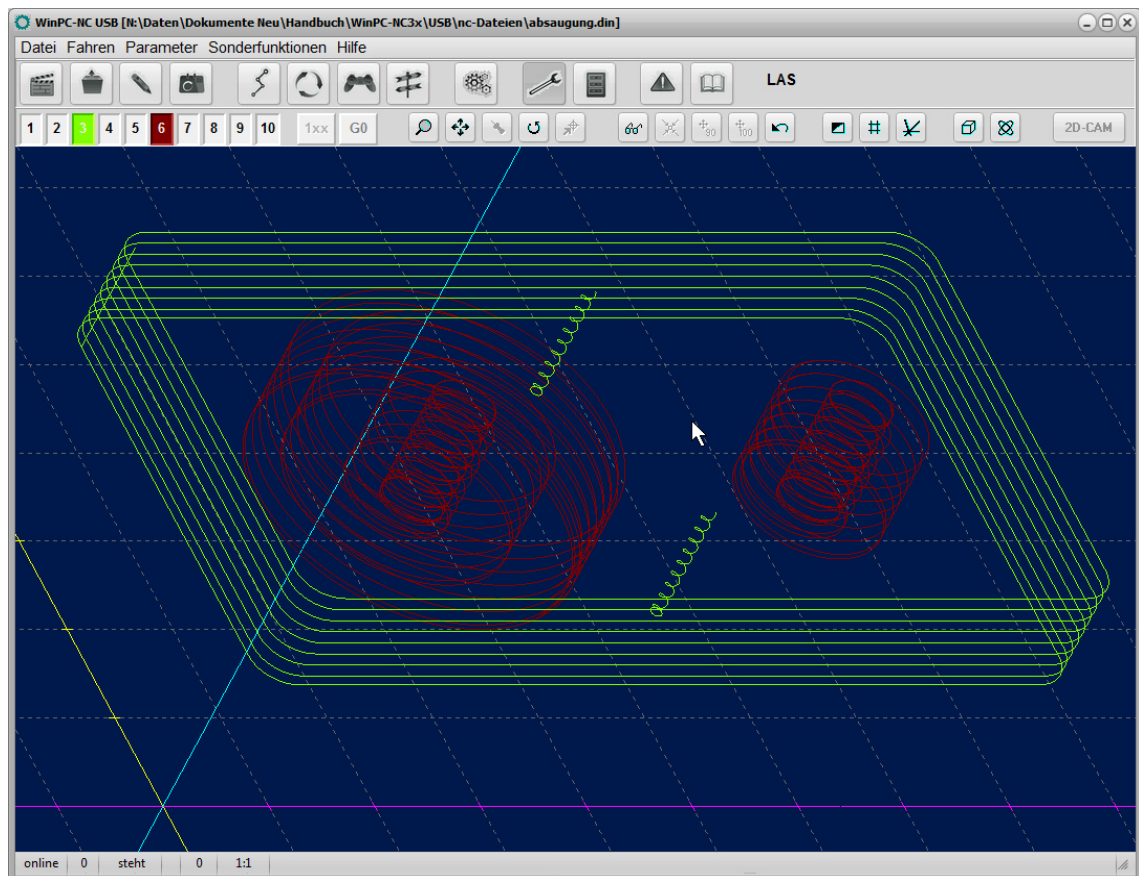 WinPC-NC USB [N:\Daten\Dokumente Neu\Handbuch\WinPC-NC3x\USB\nc-Dateien\absaugung.din]
Datei Fahren Parameter Sonderfunktionen Hilfe
LAS
1 2 3 4 5 6 7 8 9 10 1xx G0 90 100 2D-CAM
online 0 steht 0 1:1